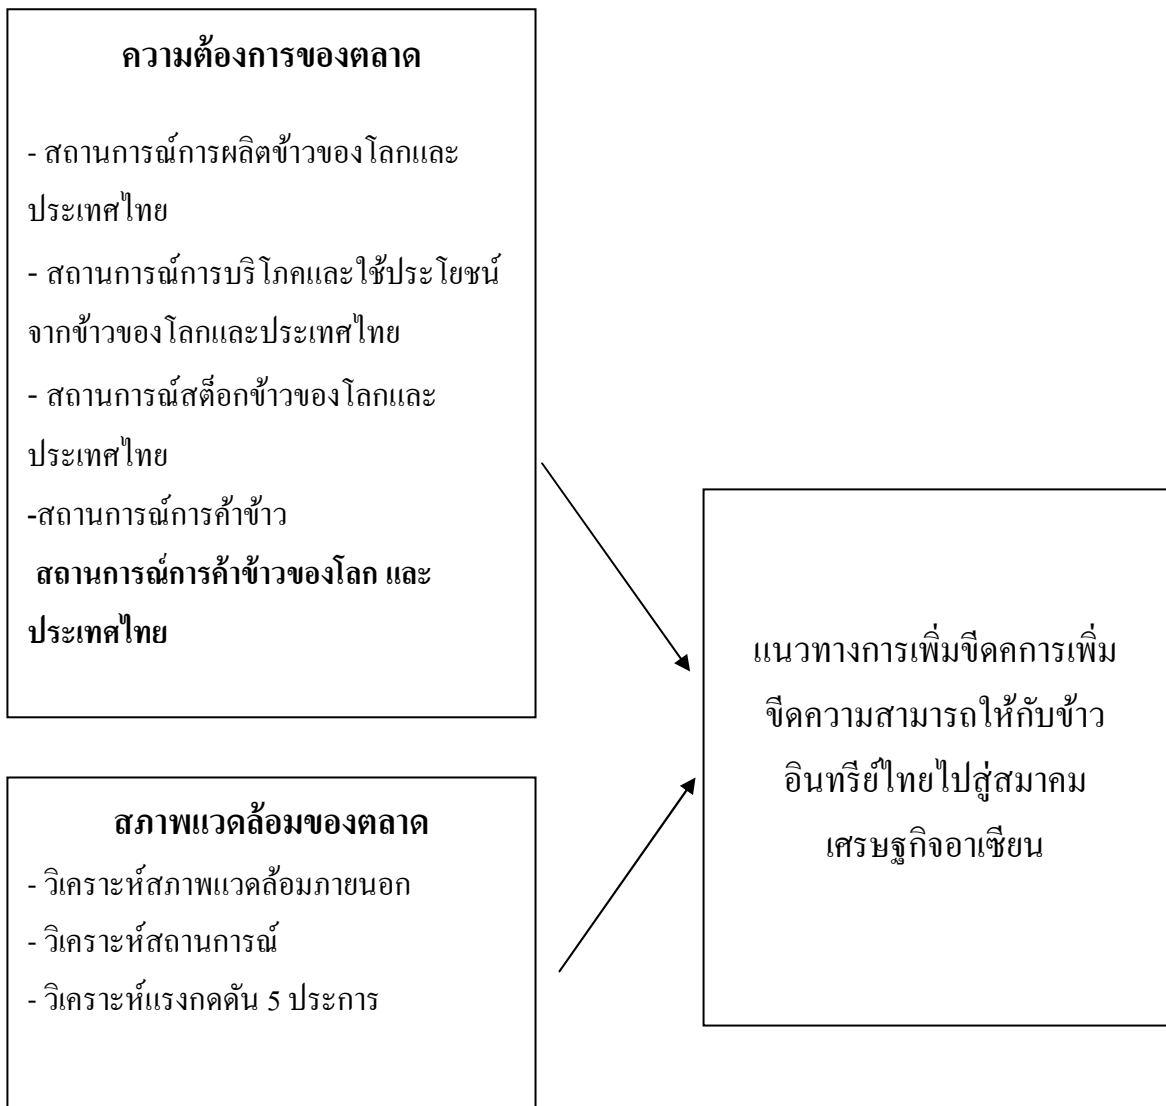 ความต้องการของตลาด
- สถานการณ์การผลิตข้าวของโลกและ
ประเทศไทย
- สถานการณ์การบริโภคและใช้ประโยชน์
จากข้าวของโลกและประเทศไทย
- สถานการณ์สต็อกข้าวของโลกและ
ประเทศไทย
-สถานการณ์การค้าข้าว
สถานการณ์การค้าข้าวของโลก และ
ประเทศไทย
แนวทางการเพิ่มขีดคการเพิ่ม
ขีดความสามารถให้กับข้าว
อินทรีย์ไทยไปสู่สมาคม
เศรษฐกิจอาเซียน
สภาพแวดล้อมของตลาด
- วิเคราะห์สภาพแวดล้อมภายนอก
- วิเคราะห์สถานการณ์
- วิเคราะห์แรงกดดัน 5 ประการ